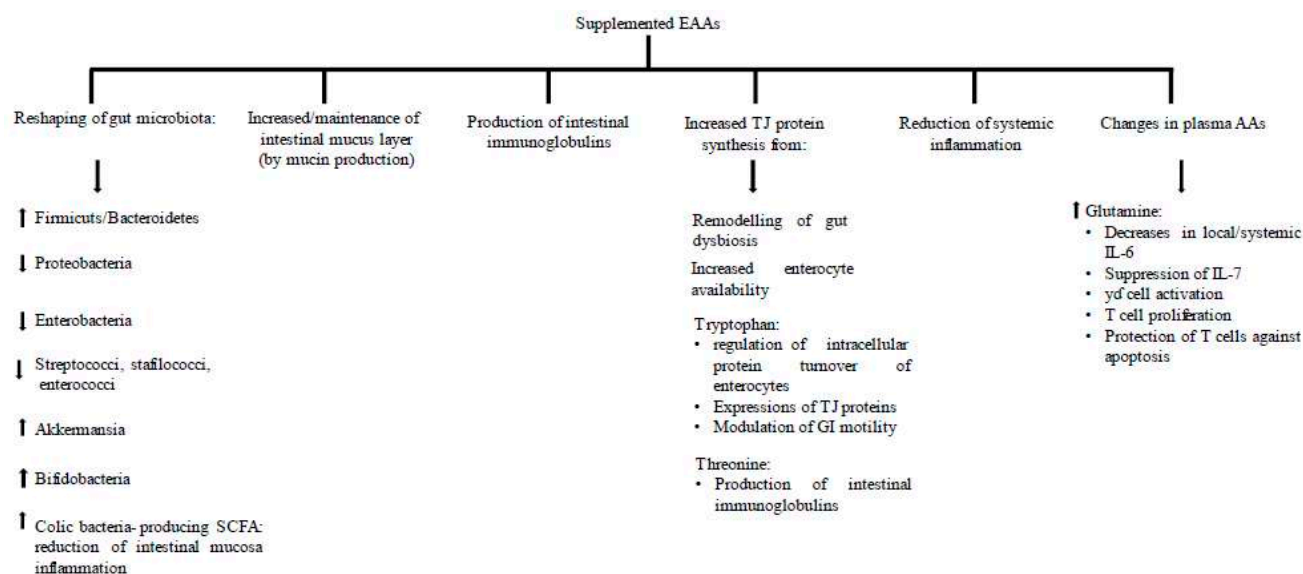 Supplemented EAAs
Reshaping of gut microbiota:
↑ Firmicuts/Bacteroidetes
↓ Proteobacteria
↓ Enterobacteria
↓ Streptococci, stafilococci,
enterococci
↑ Akkermansia
↑ Bifidobacteria
↑ Colic bacteria-producing SCFA:
reduction of intestinal mucosa
inflammation
Increased/maintenance of
intestinal mucus layer
(by mucin production)
Production of intestinal
immunoglobulins
Increased TJ protein
synthesis from:
Remodelling of gut
dysbiosis
Increased enterocyte
availability
Tryptophan:
• regulation of intracellular
protein turnover of
enterocytes
• Expressions of TJ proteins
• Modulation of GI motility
Threonine:
• Production of intestinal
immunoglobulins
Reduction of systemic
inflammation
Changes in plasma AAs
↑ Glutamine:
• Decreases in local/systemic
IL-6
• Suppression of IL-7
• γδ cell activation
• T cell proliferation
• Protection of T cells against
apoptosis